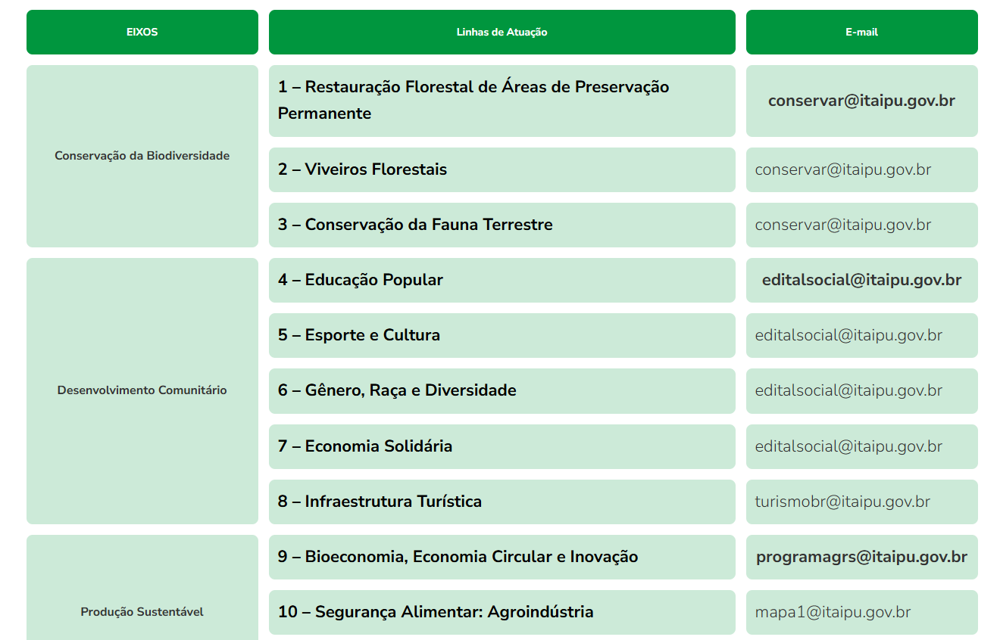 EIXOS
Linhas de Atuação
E-mail
Conservação da Biodiversidade
1 – Restauração Florestal de Áreas de Preservação
Permanente
conservar@itaipu.gov.br
2 – Viveiros Florestais
conservar@itaipu.gov.br
3 – Conservação da Fauna Terrestre
conservar@itaipu.gov.br
Desenvolvimento Comunitário
4 – Educação Popular
editalsocial@itaipu.gov.br
5 – Esporte e Cultura
editalsocial@itaipu.gov.br
6 – Gênero, Raça e Diversidade
editalsocial@itaipu.gov.br
7 – Economia Solidária
editalsocial@itaipu.gov.br
8 – Infraestrutura Turística
turismobr@itaipu.gov.br
Produção Sustentável
9 – Bioeconomia, Economia Circular e Inovação
programagrs@itaipu.gov.br
10 – Segurança Alimentar: Agroindústria
mapa1@itaipu.gov.br